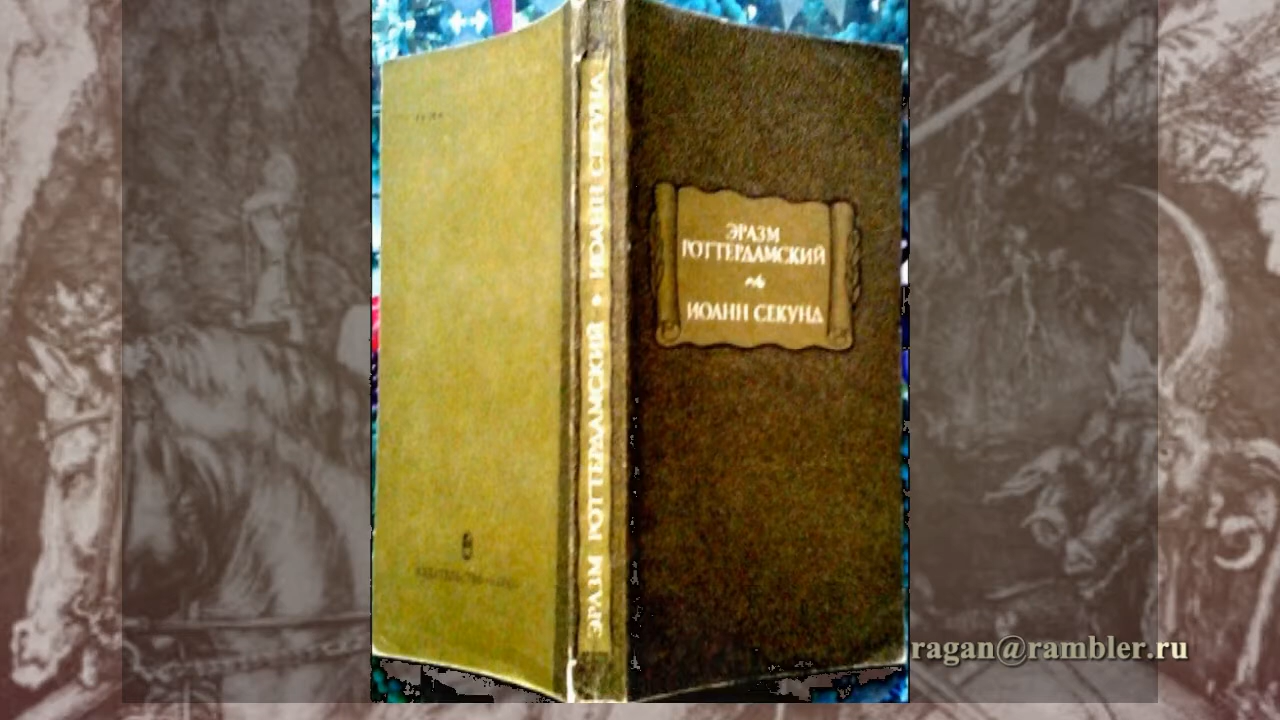 ЭРАЗМ
РОТТЕРДАМСКИЙ
ИОАНН СЕКУНД
ЭРАЗМ РОТТЕРДАМСКИЙ • ИОАНН СЕКУНД
ragan@rambler.ru